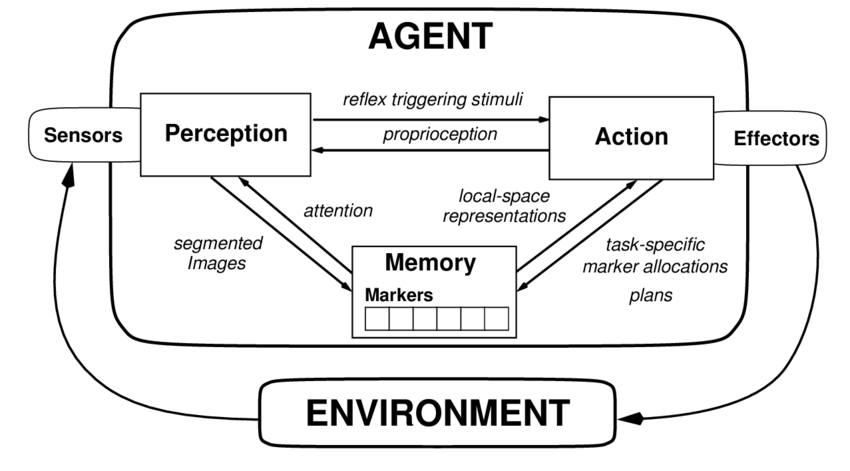 AGENT
reflex triggering stimuli
Sensors
Perception
proprioception
Action
Effectors
attention
local-space
representations
segmented
Images
task-specific
marker allocations
plans
Memory
Markers
ENVIRONMENT